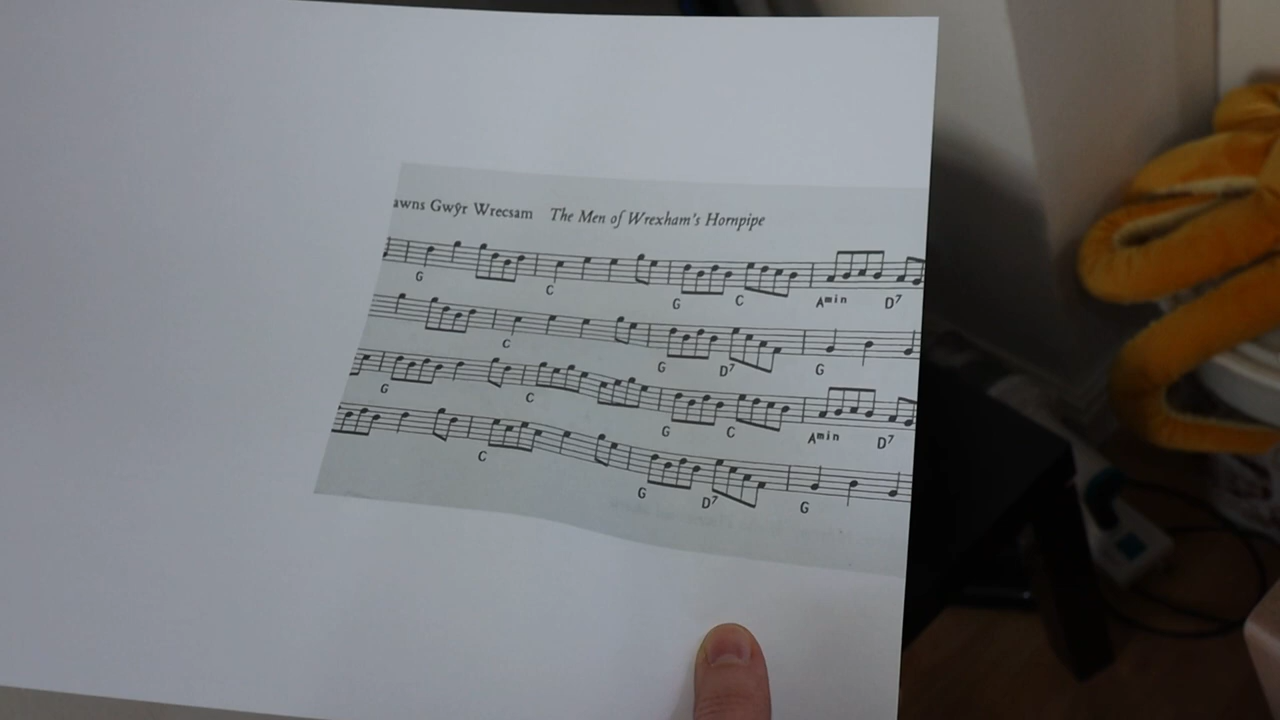 awns Gwŷr Wrecsam The Men of Wrexham's Hornpipe
G C G C Amin D7
C G D7 G
G C G C Amin D7
C G D7 G